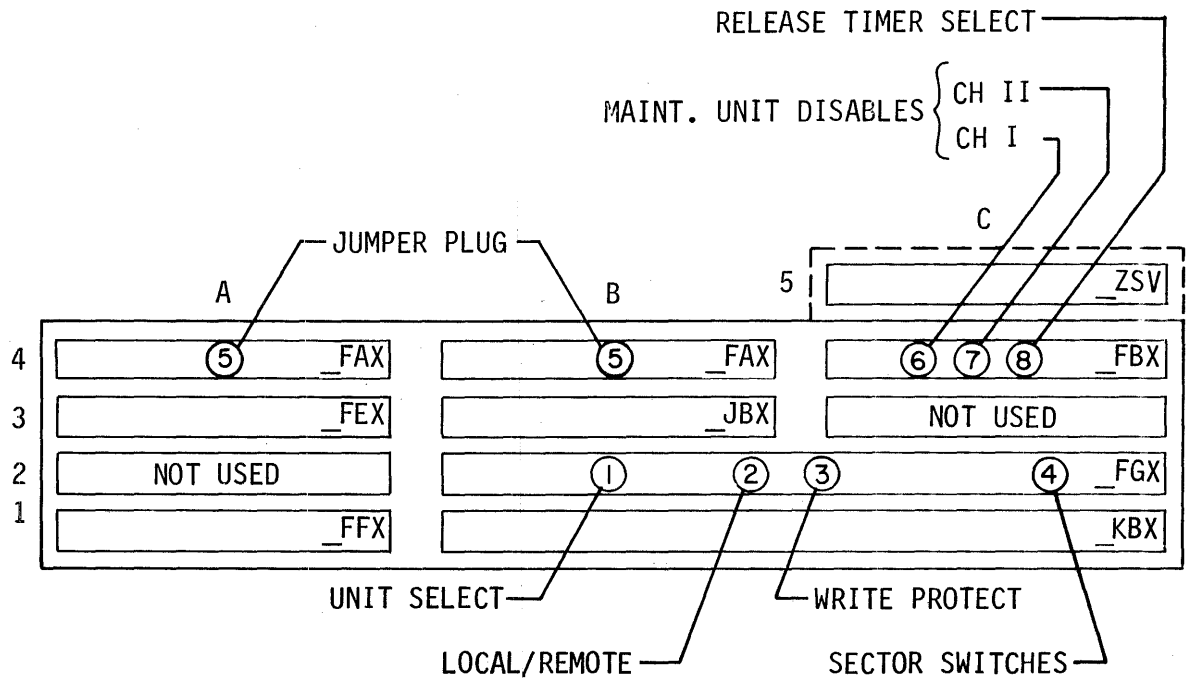 RELEASE TIMER SELECT
MAINT. UNIT DISABLES
CH II
CH I
C
JUMPER PLUG
5 _ZSV
A B
4 5 _FAX 5 _FAX 6 7 8 _FBX
3 _FEX _JBX NOT USED
2 NOT USED 1 2 3 4 _FGX
1 _FFX _KBX
UNIT SELECT WRITE PROTECT
LOCAL/REMOTE SECTOR SWITCHES